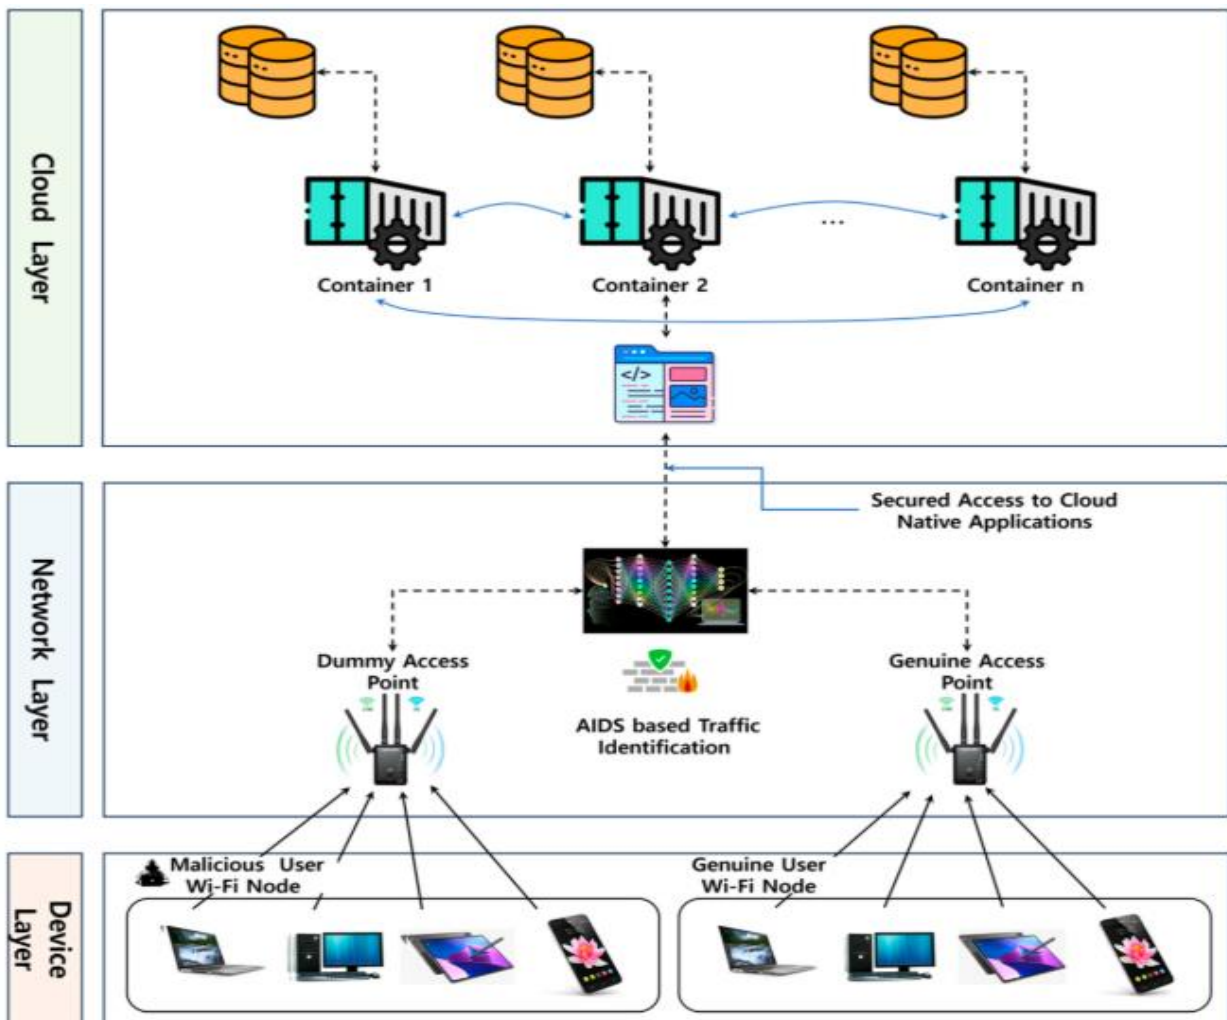 Cloud Layer
Container 1
Container 2
...
Container n
</>
Network Layer
Secured Access to Cloud
Native Applications
Dummy Access
Point
Genuine Access
Point
AIDS based Traffic
Identification
Device
Layer
Malicious User
Wi-Fi Node
Genuine User
Wi-Fi Node